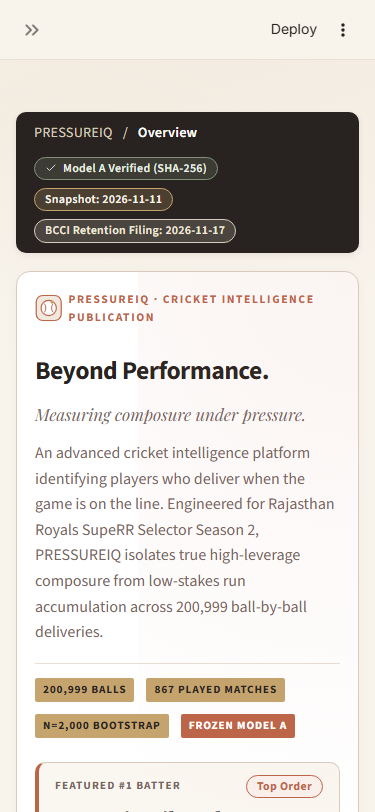 Deploy
PRESSUREIQ / Overview
✓ Model A Verified (SHA-256)
Snapshot: 2026-11-11
BCCI Retention Filing: 2026-11-17
PRESSUREIQ · CRICKET INTELLIGENCE
PUBLICATION
Beyond Performance.
Measuring composure under pressure.
An advanced cricket intelligence platform
identifying players who deliver when the
game is on the line. Engineered for Rajasthan
Royals SupeRR Selector Season 2,
PRESSUREIQ isolates true high-leverage
composure from low-stakes run
accumulation across 200,999 ball-by-ball
deliveries.
200,999 BALLS 867 PLAYED MATCHES
N=2,000 BOOTSTRAP FROZEN MODEL A
FEATURED #1 BATTER Top Order